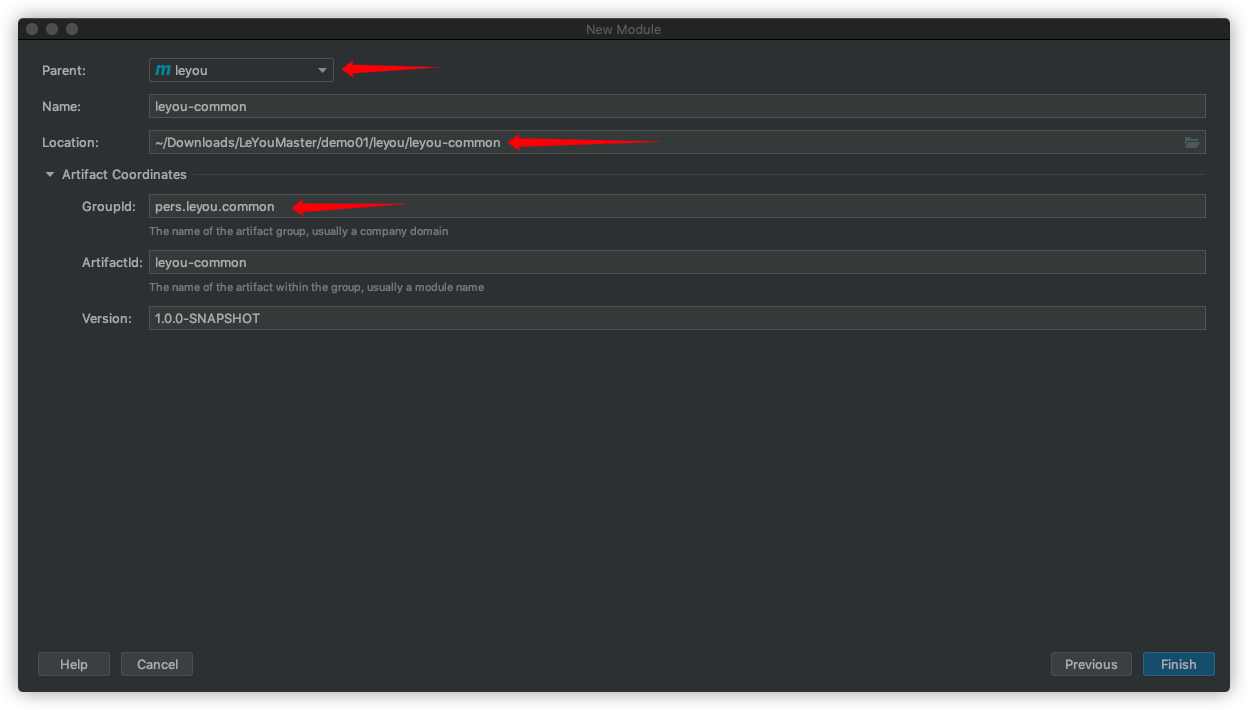 New Module
Parent: m leyou
Name: leyou-common
Location: ~/Downloads/LeYouMaster/demo01/leyou/leyou-common
Artifact Coordinates
GroupId: pers.leyou.common
The name of the artifact group, usually a company domain
ArtifactId: leyou-common
The name of the artifact within the group, usually a module name
Version: 1.0.0-SNAPSHOT
Help Cancel Previous Finish